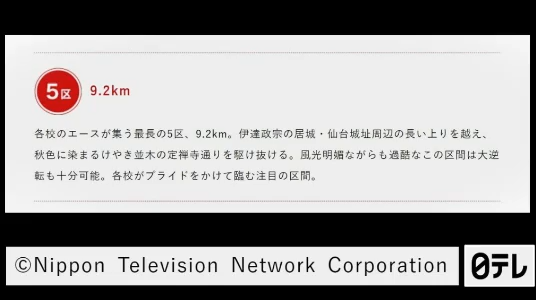 5区 9.2km
各校のエースが集う最長の5区、9.2km。伊達政宗の居城・仙台城址周辺の長い上りを越え、
秋色に染まるけやき並木の定禅寺通りを駆け抜ける。風光明媚ながらも過酷なこの区間は大逆
転も十分可能。各校がプライドをかけて臨む注目の区間。
©Nippon Television Network Corporation 日テレ